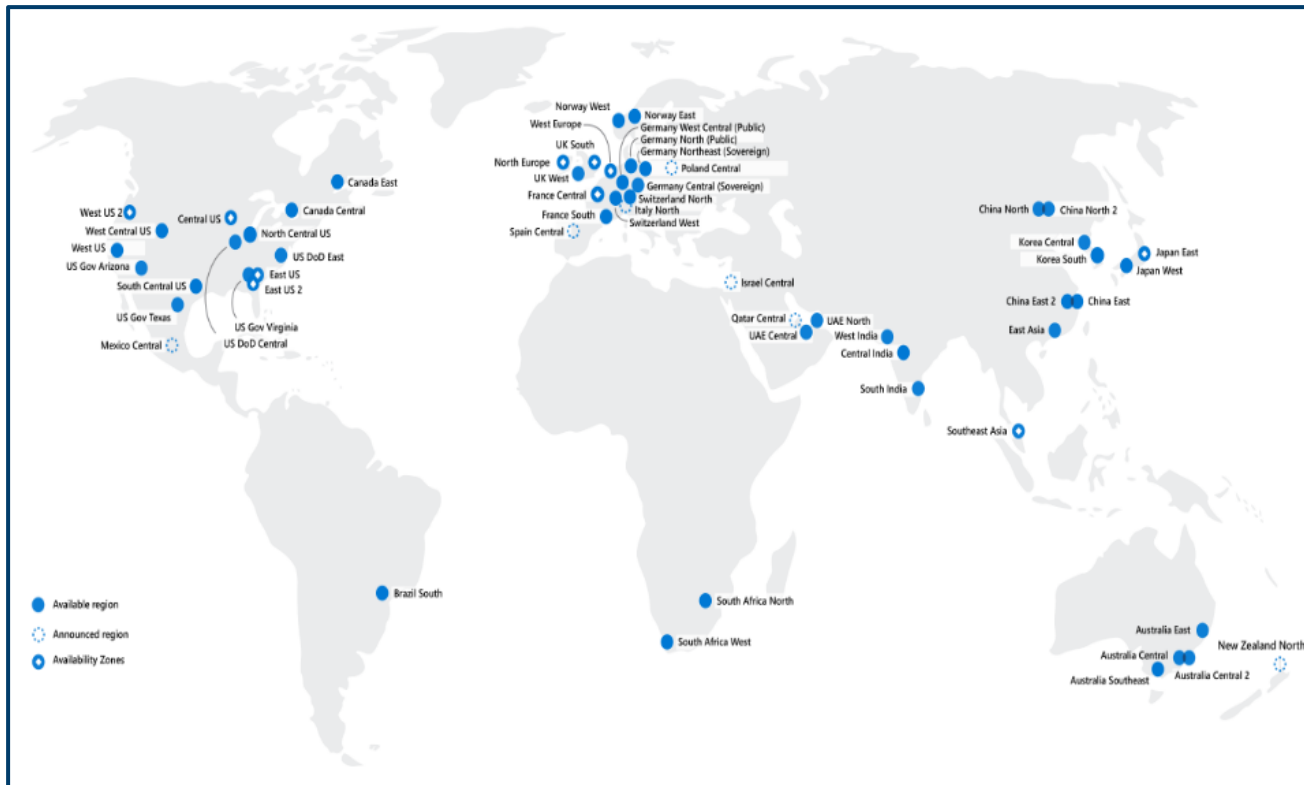 Norway West
Norway East
West Europe
Germany West Central (Public)
Germany North (Public)
UK South
Germany Northeast (Sovereign)
North Europe
Poland Central
UK West
Germany Central (Sovereign)
France Central
Switzerland North
Italy North
France South
Switzerland West
Spain Central
Canada East
West US 2
Central US
Canada Central
West Central US
North Central US
West US
US DoD East
US Gov Arizona
East US
South Central US
East US 2
US Gov Texas
US Gov Virginia
Mexico Central
US DoD Central
China North
China North 2
Korea Central
Korea South
Japan East
Japan West
Israel Central
China East 2
China East
Qatar Central
UAE North
UAE Central
West India
East Asia
Central India
South India
Southeast Asia
Brazil South
South Africa North
South Africa West
Australia East
New Zealand North
Australia Central
Australia Central 2
Australia Southeast
Available region
Announced region
Availability Zones